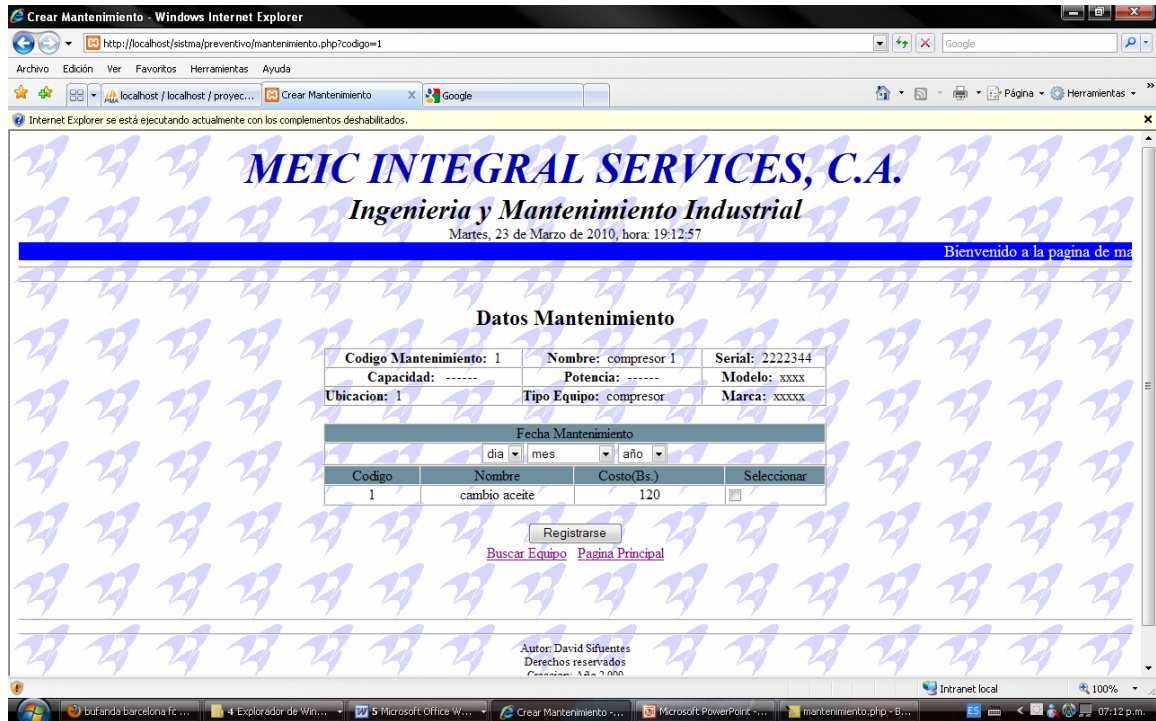 Crear Mantenimiento - Windows Internet Explorer
http://localhost/sistma/preventivo/mantenimiento.php?codigo=1
Google
Archivo Edición Ver Favoritos Herramientas Ayuda
localhost / localhost / proyec... Crear Mantenimiento Google Página Herramientas
Internet Explorer se está ejecutando actualmente con los complementos deshabilitados.
MEIC INTEGRAL SERVICES, C.A.
Ingenieria y Mantenimiento Industrial
Martes, 23 de Marzo de 2010, hora: 19:12:57
Bienvenido a la pagina de ma
Datos Mantenimiento
Codigo Mantenimiento: 1 Nombre: compresor 1 Serial: 2222344
Capacidad: ------ Potencia: ------ Modelo: xxxx
Ubicacion: 1 Tipo Equipo: compresor Marca: xxxxx
Fecha Mantenimiento
dia mes año
Codigo Nombre Costo(Bs.) Seleccionar
1 cambio aceite 120
Registrarse
Buscar Equipo Pagina Principal
Autor: David Sifuentes
Derechos reservados
Creacion: Año 2.009
Intranet local 100%
bufanda barcelona fc ... 4 Explorador de Win... 5 Microsoft Office W... Crear Mantenimiento -... Microsoft PowerPoint -... mantenimiento.php - B... ES 07:12 p.m.